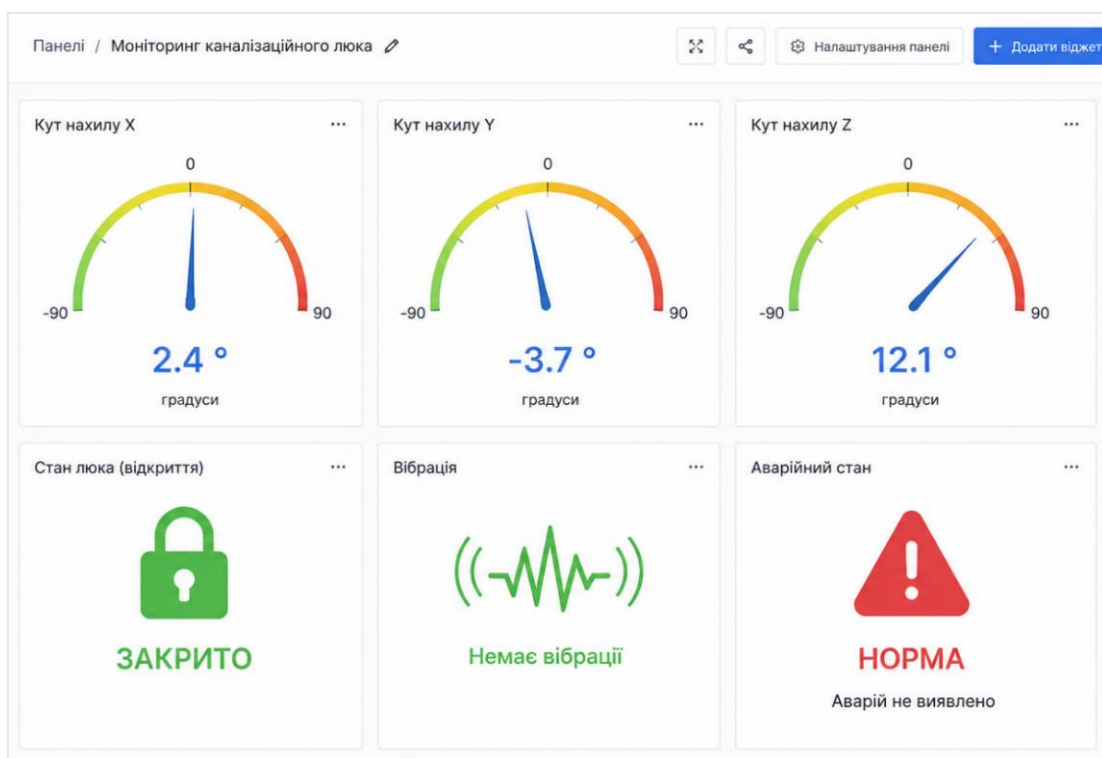 Панелі / Моніторинг каналізаційного люка
Налаштування панелі
+ Додати віджет
Кут нахилу X
0
-90
90
2.4 °
градуси
Кут нахилу Y
0
-90
90
-3.7 °
градуси
Кут нахилу Z
0
-90
90
12.1 °
градуси
Стан люка (відкриття)
ЗАКРИТО
Вібрація
Немає вібрації
Аварійний стан
НОРМА
Аварій не виявлено